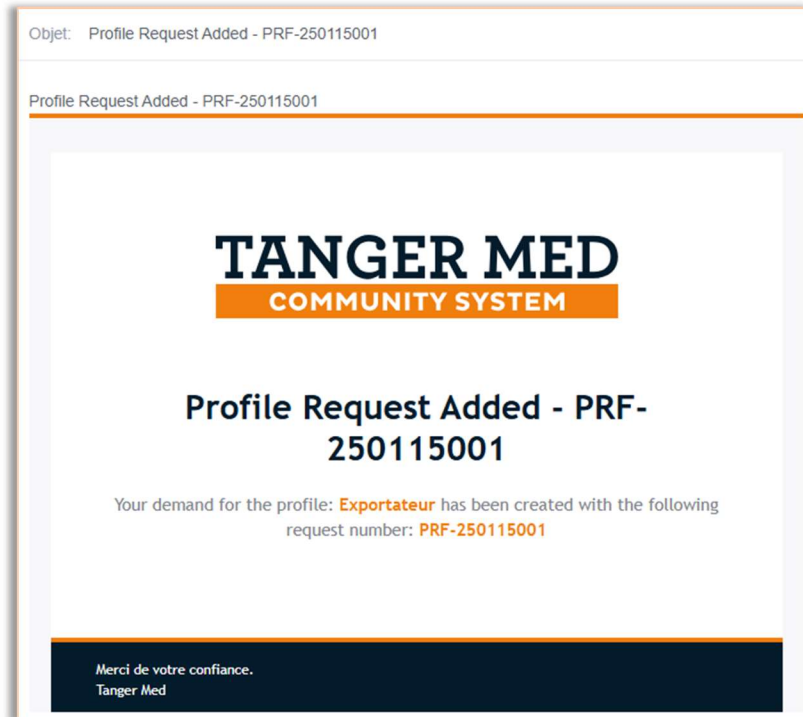 Objet: Profile Request Added - PRF-250115001
Profile Request Added - PRF-250115001
TANGER MED
COMMUNITY SYSTEM
Profile Request Added - PRF-
250115001
Your demand for the profile: Exportateur has been created with the following
request number: PRF-250115001
Merci de votre confiance.
Tanger Med